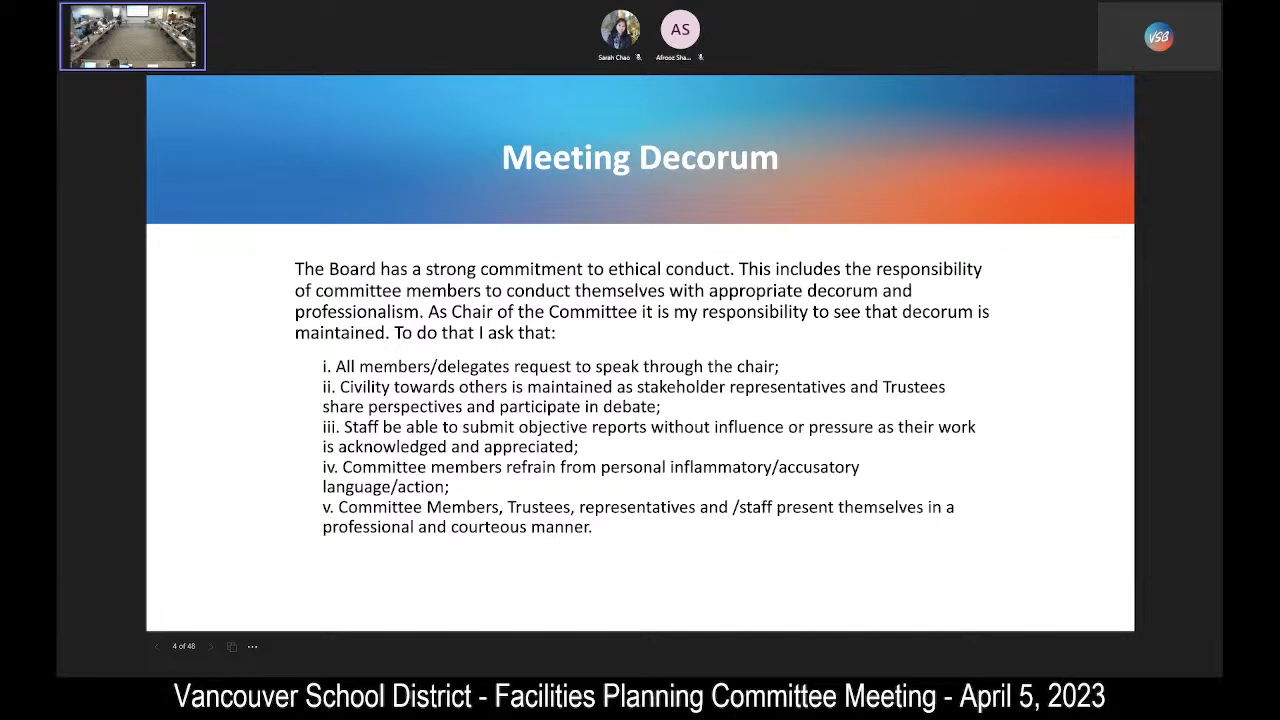 AS
VSB
Sarah Chao
Afrooz Sha...
Meeting Decorum
The Board has a strong commitment to ethical conduct. This includes the responsibility
of committee members to conduct themselves with appropriate decorum and
professionalism. As Chair of the Committee it is my responsibility to see that decorum is
maintained. To do that I ask that:
i. All members/delegates request to speak through the chair;
ii. Civility towards others is maintained as stakeholder representatives and Trustees
share perspectives and participate in debate;
iii. Staff be able to submit objective reports without influence or pressure as their work
is acknowledged and appreciated;
iv. Committee members refrain from personal inflammatory/accusatory
language/action;
v. Committee Members, Trustees, representatives and /staff present themselves in a
professional and courteous manner.
4 of 48
Vancouver School District - Facilities Planning Committee Meeting - April 5, 2023